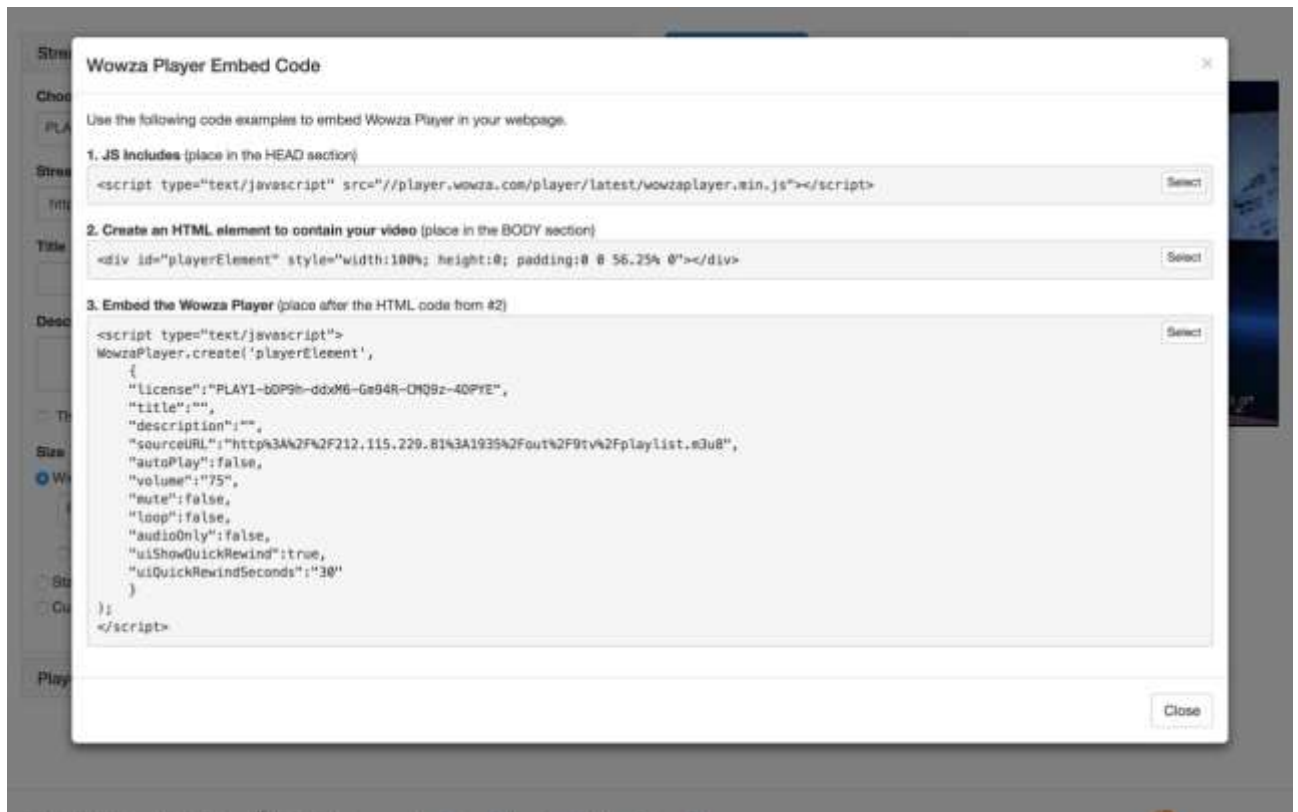 Wowza Player Embed Code
×
Use the following code examples to embed Wowza Player in your webpage.
1. JS Includes (place in the HEAD section)
<script type="text/javascript" src="//player.wowza.com/player/latest/wowzaplayer.min.js"></script>
Select
2. Create an HTML element to contain your video (place in the BODY section)
<div id="playerElement" style="width:100%; height:0; padding:0 0 56.25% 0"></div>
Select
3. Embed the Wowza Player (place after the HTML code from #2)
<script type="text/javascript">
Select
WowzaPlayer.create('playerElement',
{
"license":"PLAY1-bDP9h-ddxM6-Gm94R-CMQ9z-4DPYE",
"title":"",
"description":"",
"sourceURL":"http%3A%2F%2F212.115.229.81%3A1935%2Fout%2F9tv%2Fplaylist.m3u8",
"autoPlay":false,
"volume":"75",
"mute":false,
"loop":false,
"audioOnly":false,
"uiShowQuickRewind":true,
"uiQuickRewindSeconds":"30"
}
);
</script>
Close
Title
Size